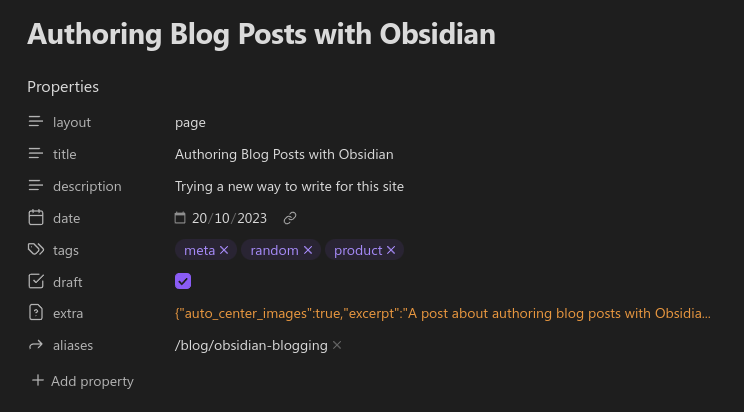 Authoring Blog Posts with Obsidian
Properties
layout page
title Authoring Blog Posts with Obsidian
description Trying a new way to write for this site
date 20/10/2023
tags meta random product
draft
extra {"auto_center_images":true,"excerpt":"A post about authoring blog posts with Obsidia...
aliases /blog/obsidian-blogging
Add property